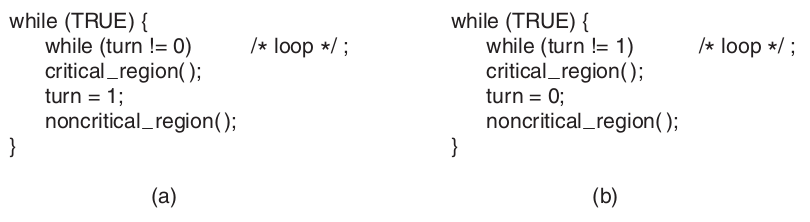 while (TRUE) {
while (turn != 0) /* loop */ ;
critical_region();
turn = 1;
noncritical_region();
}
(a)
while (TRUE) {
while (turn != 1) /* loop */ ;
critical_region();
turn = 0;
noncritical_region();
}
(b)